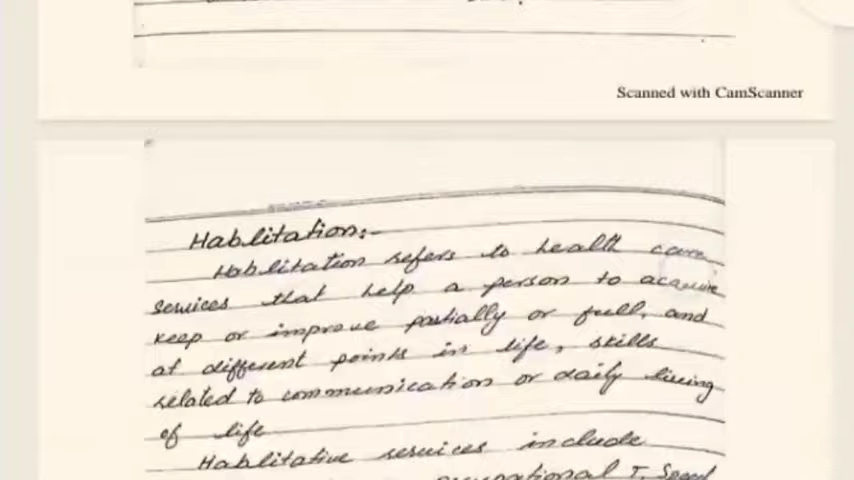 Scanned with CamScanner
Hablitation:-
Hablitation refers to health care
services that help a person to acquire
keep or improve partially or full, and
at different points in life, skills
related to communication or daily living
of life
Hablitative services include
Occupational T. Speed